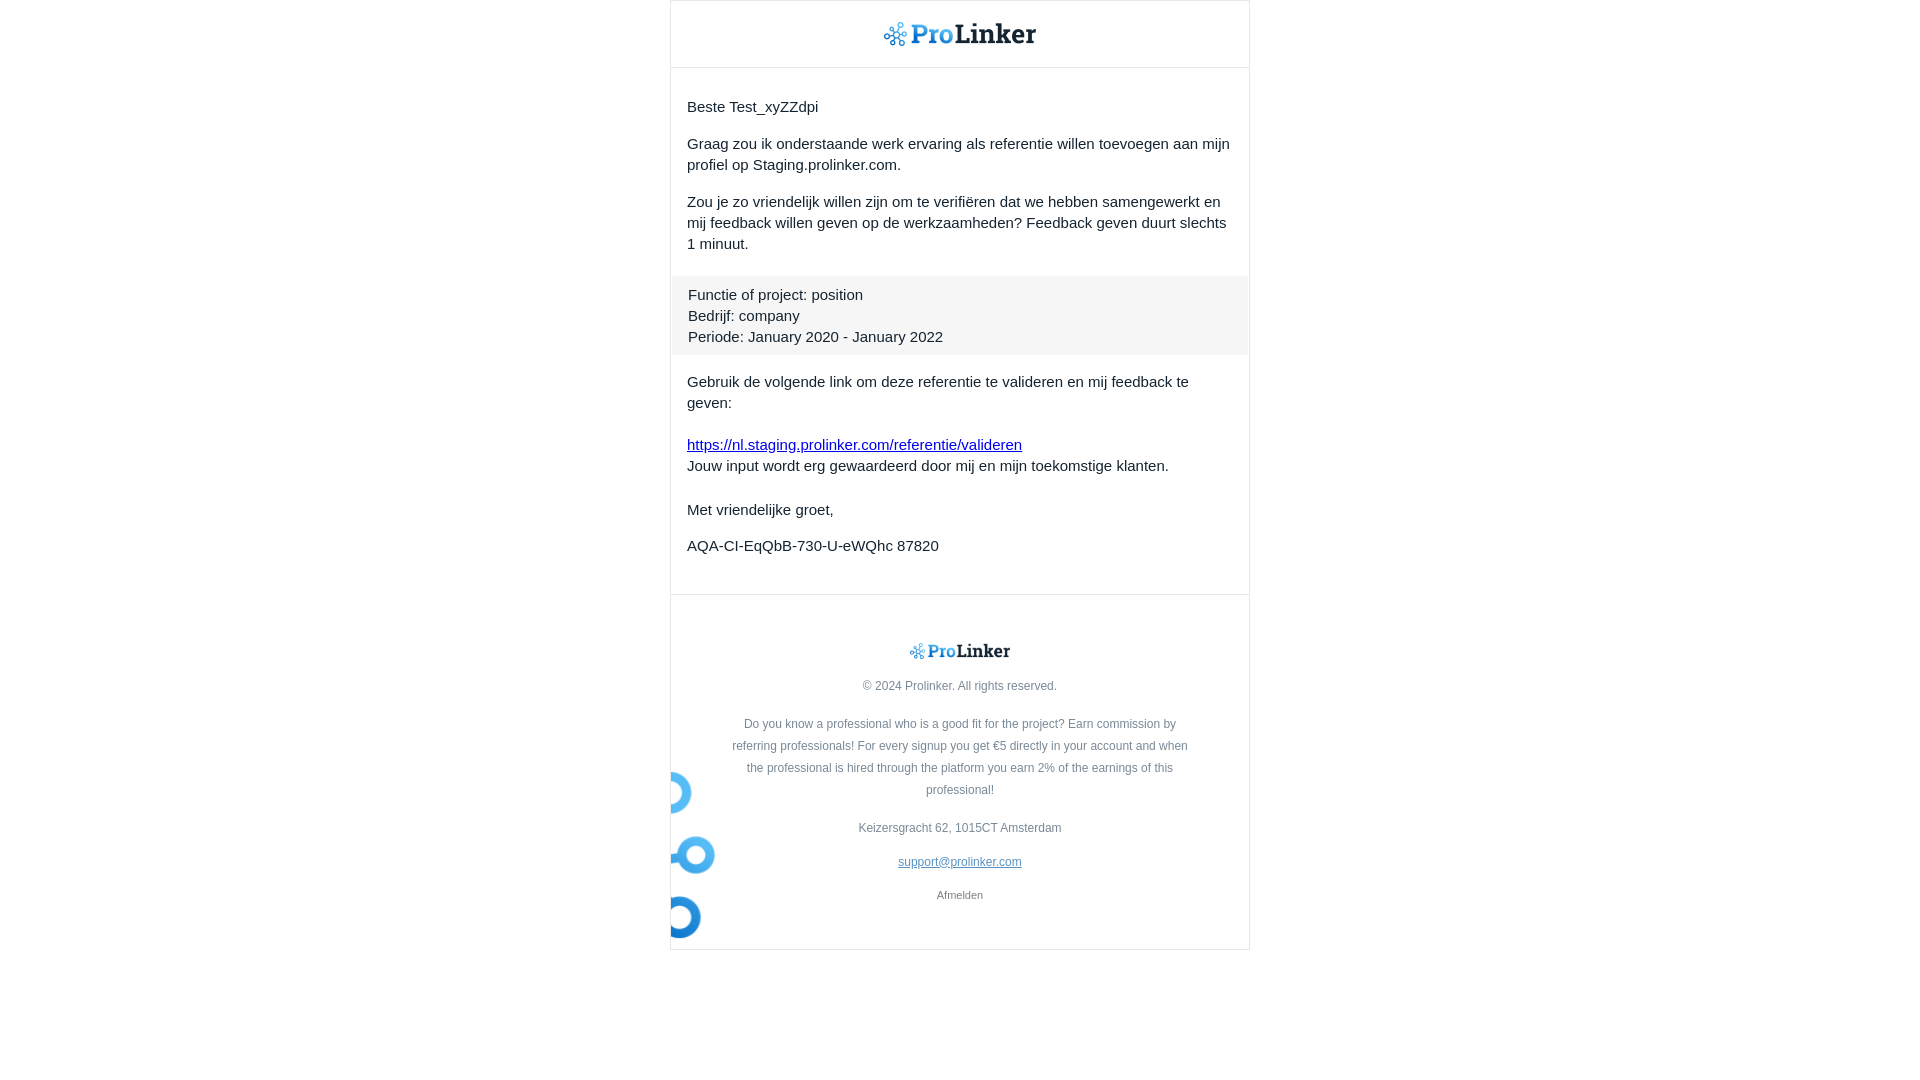 ProLinker
Beste Test_xyZZdpi
Graag zou ik onderstaande werk ervaring als referentie willen toevoegen aan mijn
profiel op Staging.prolinker.com.
Zou je zo vriendelijk willen zijn om te verifiëren dat we hebben samengewerkt en
mij feedback willen geven op de werkzaamheden? Feedback geven duurt slechts
1 minuut.
Functie of project: position
Bedrijf: company
Periode: January 2020 - January 2022
Gebruik de volgende link om deze referentie te valideren en mij feedback te
geven:
https://nl.staging.prolinker.com/referentie/valideren
Jouw input wordt erg gewaardeerd door mij en mijn toekomstige klanten.
Met vriendelijke groet,
AQA-CI-EqQbB-730-U-eWQhc 87820
ProLinker
© 2024 Prolinker. All rights reserved.
Do you know a professional who is a good fit for the project? Earn commission by
referring professionals! For every signup you get €5 directly in your account and when
the professional is hired through the platform you earn 2% of the earnings of this
professional!
Keizersgracht 62, 1015CT Amsterdam
support@prolinker.com
Afmelden